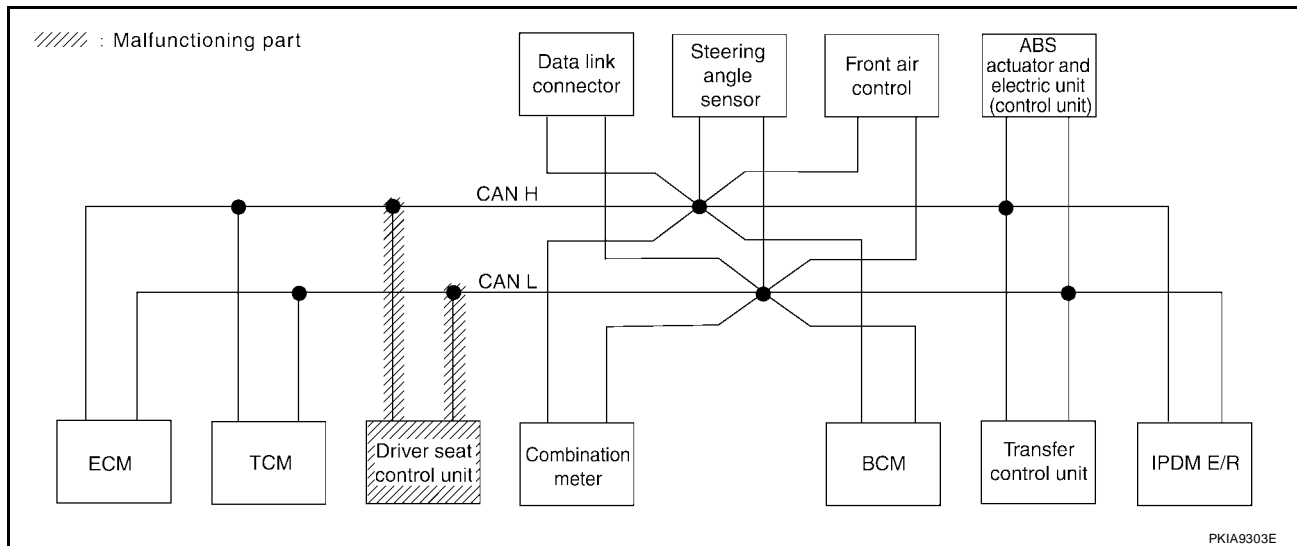 : Malfunctioning part
Data link
connector
Steering
angle
sensor
Front air
control
ABS
actuator and
electric unit
(control unit)
CAN H
CAN L
ECM
TCM
Driver seat
control unit
Combination
meter
BCM
Transfer
control unit
IPDM E/R
PKIA9303E